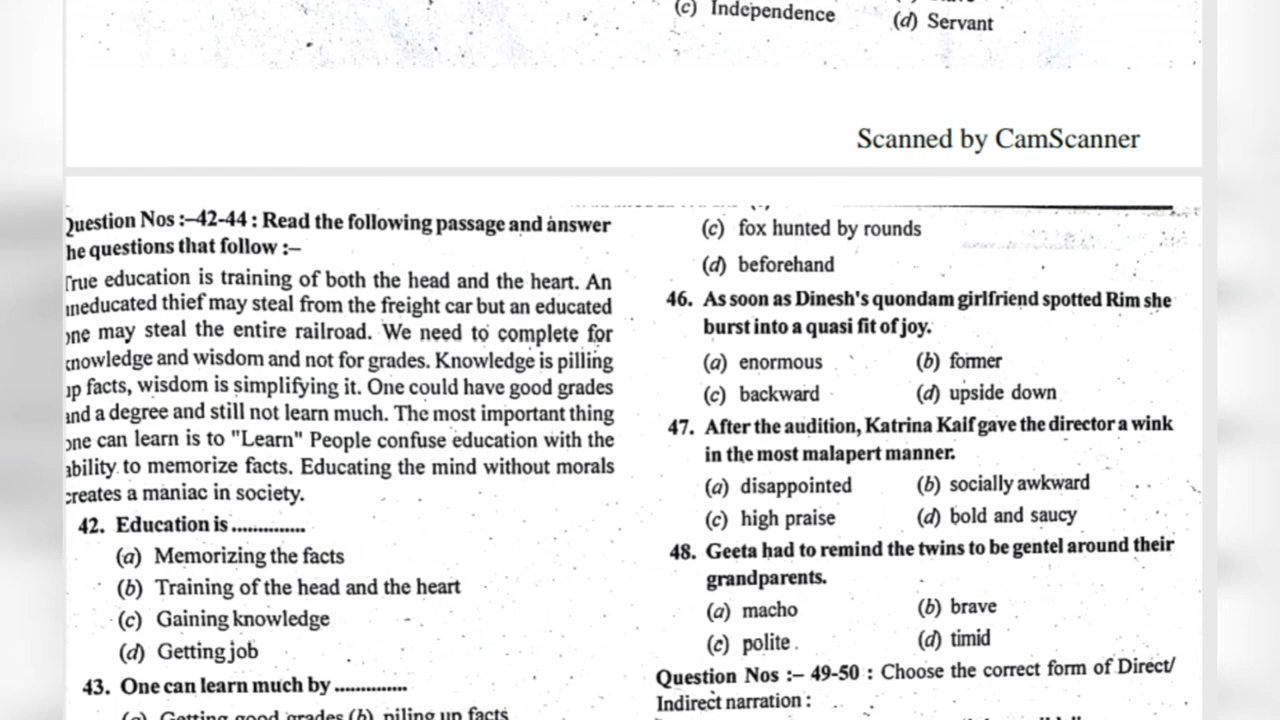 (c) Independence
(d) Servant
Scanned by CamScanner
Question Nos :–42-44 : Read the following passage and answer
he questions that follow :–
True education is training of both the head and the heart. An
uneducated thief may steal from the freight car but an educated
one may steal the entire railroad. We need to complete for
knowledge and wisdom and not for grades. Knowledge is pilling
up facts, wisdom is simplifying it. One could have good grades
and a degree and still not learn much. The most important thing
one can learn is to "Learn" People confuse education with the
ability to memorize facts. Educating the mind without morals
creates a maniac in society.
42. Education is ..............
(a) Memorizing the facts
(b) Training of the head and the heart
(c) Gaining knowledge
(d) Getting job
43. One can learn much by ..............
(a) Getting good grades (b) piling up facts
(c) fox hunted by rounds
(d) beforehand
46. As soon as Dinesh's quondam girlfriend spotted Rim she
burst into a quasi fit of joy.
(a) enormous (b) former
(c) backward (d) upside down
47. After the audition, Katrina Kaif gave the director a wink
in the most malapert manner.
(a) disappointed (b) socially awkward
(c) high praise (d) bold and saucy
48. Geeta had to remind the twins to be gentel around their
grandparents.
(a) macho (b) brave
(c) polite. (d) timid
Question Nos :– 49-50 : Choose the correct form of Direct/
Indirect narration :